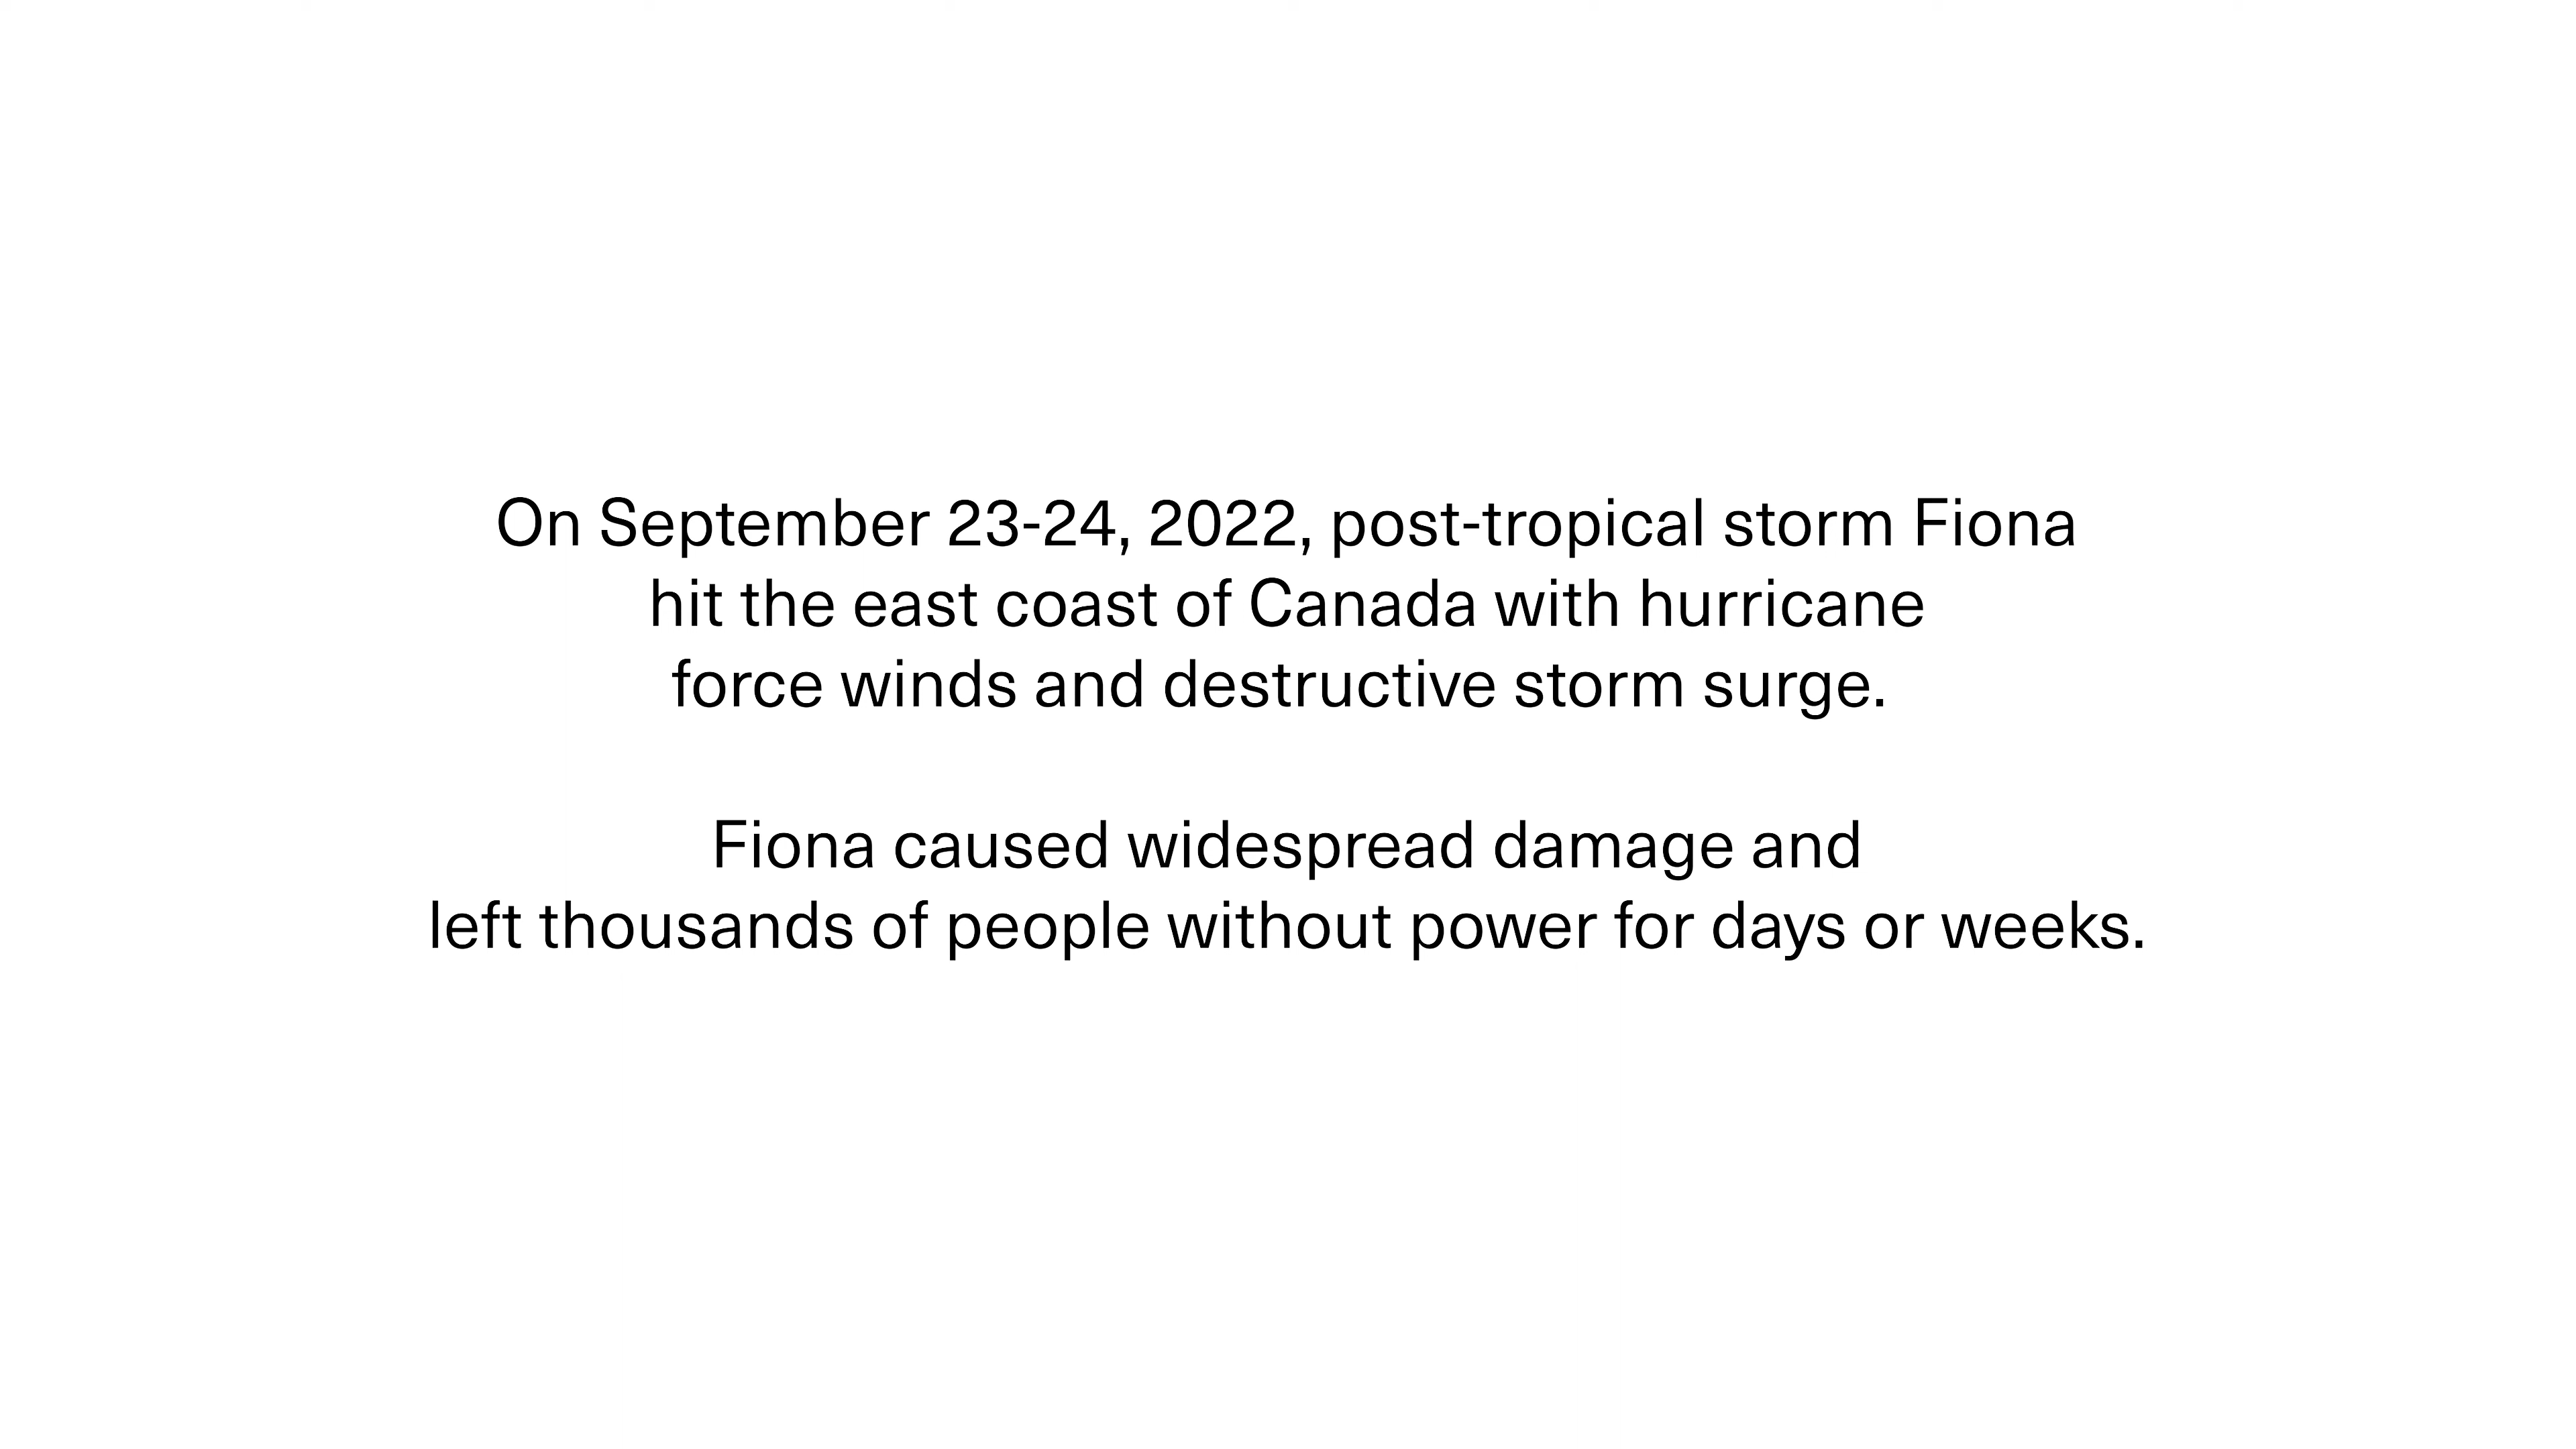 On September 23-24, 2022, post-tropical storm Fiona
hit the east coast of Canada with hurricane
force winds and destructive storm surge.
Fiona caused widespread damage and
left thousands of people without power for days or weeks.